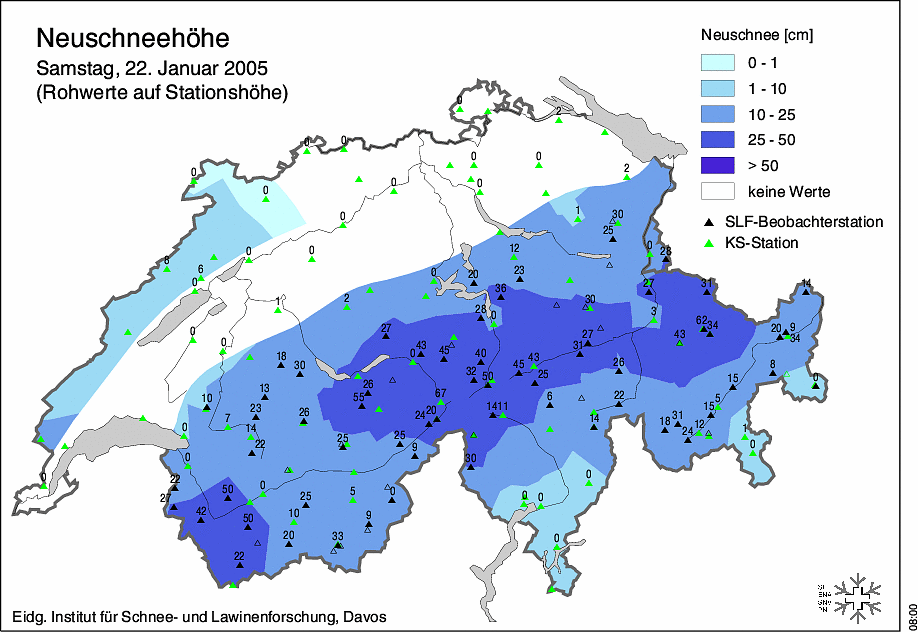 Neuschneehöhe
Samstag, 22. Januar 2005
(Rohwerte auf Stationshöhe)
Neuschnee [cm]
0 - 1
1 - 10
10 - 25
25 - 50
> 50
keine Werte
SLF-Beobachterstation
KS-Station
0
2
0 0
0 0
0 0 0 0 2
0 1 30
0 25
8 6 0 0 0 12 0 28
0 20 23 27 31 14
1 2 36 30
28 0 3 62 34
0 27 43 20 9 34
0 43 45 40 27 31
18 30 0 45 43 26 8 0
13 26 32 50 25 15
10 55 67 6 22
23 24 20 14 11 15 5
7 26 14 18 31 12
0 14 22 25 25 9 24 1 0
22 30
27 50 0 25 5 0 0 0 0
42 50 10 9
20 33 0
22
Eidg. Institut für Schnee- und Lawinenforschung, Davos
08:00